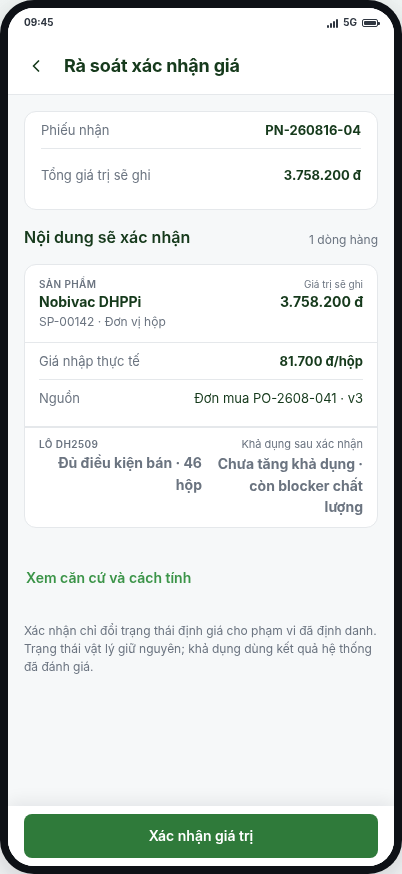 09:45
5G
Rà soát xác nhận giá
Phiếu nhận
PN-260816-04
Tổng giá trị sẽ ghi
3.758.200 đ
Nội dung sẽ xác nhận
1 dòng hàng
SẢN PHẨM
Giá trị sẽ ghi
Nobivac DHPPi
3.758.200 đ
SP-00142 · Đơn vị hộp
Giá nhập thực tế
81.700 đ/hộp
Nguồn
Đơn mua PO-2608-041 · v3
LÔ DH2509
Khả dụng sau xác nhận
Đủ điều kiện bán · 46
hộp
Chưa tăng khả dụng ·
còn blocker chất
lượng
Xem căn cứ và cách tính
Xác nhận chỉ đổi trạng thái định giá cho phạm vi đã định danh.
Trạng thái vật lý giữ nguyên; khả dụng dùng kết quả hệ thống
đã đánh giá.
Xác nhận giá trị